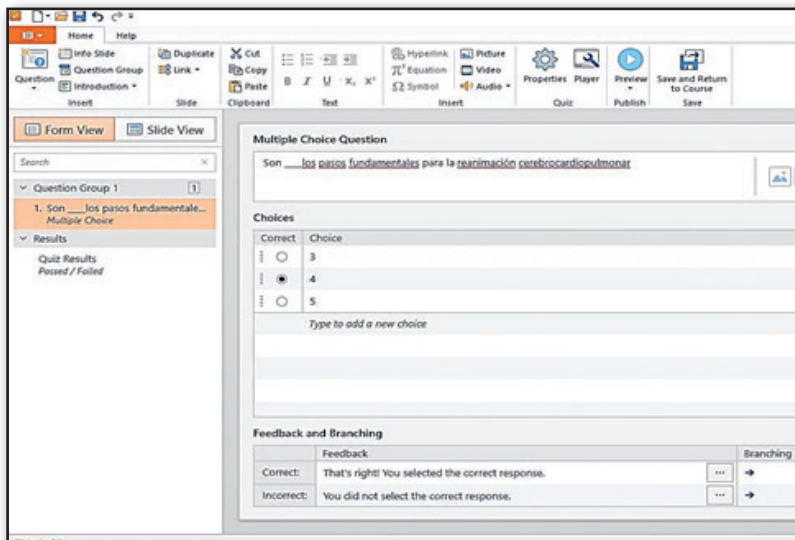 Home Help
Question
Info Slide
Question Group
Introduction
Insert
Duplicate
Link
Slide
Cut
Copy
Paste
Clipboard
B I U X₂ X²
Text
Hyperlink
π Equation
Ω Symbol
Picture
Video
Audio
Insert
Properties Player
Quiz
Preview
Publish
Save and Return
to Course
Save
Form View Slide View
Search
Question Group 1 1
1. Son ___los pasos fundamentale...
Multiple Choice
Results
Quiz Results
Passed / Failed
Multiple Choice Question
Son ___los pasos fundamentales para la reanimación cerebrocardiopulmonar
Choices
Correct Choice
3
4
5
Type to add a new choice
Feedback and Branching
Feedback Branching
Correct: That's right! You selected the correct response. ...
Incorrect: You did not select the correct response. ...